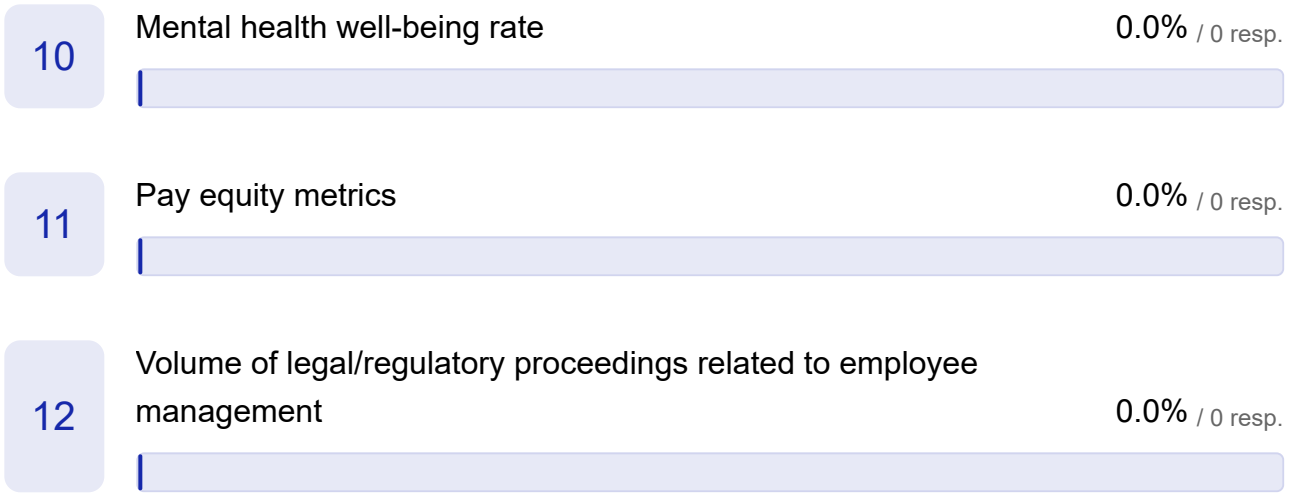 10
Mental health well-being rate
0.0% / 0 resp.
11
Pay equity metrics
0.0% / 0 resp.
12
Volume of legal/regulatory proceedings related to employee
management
0.0% / 0 resp.